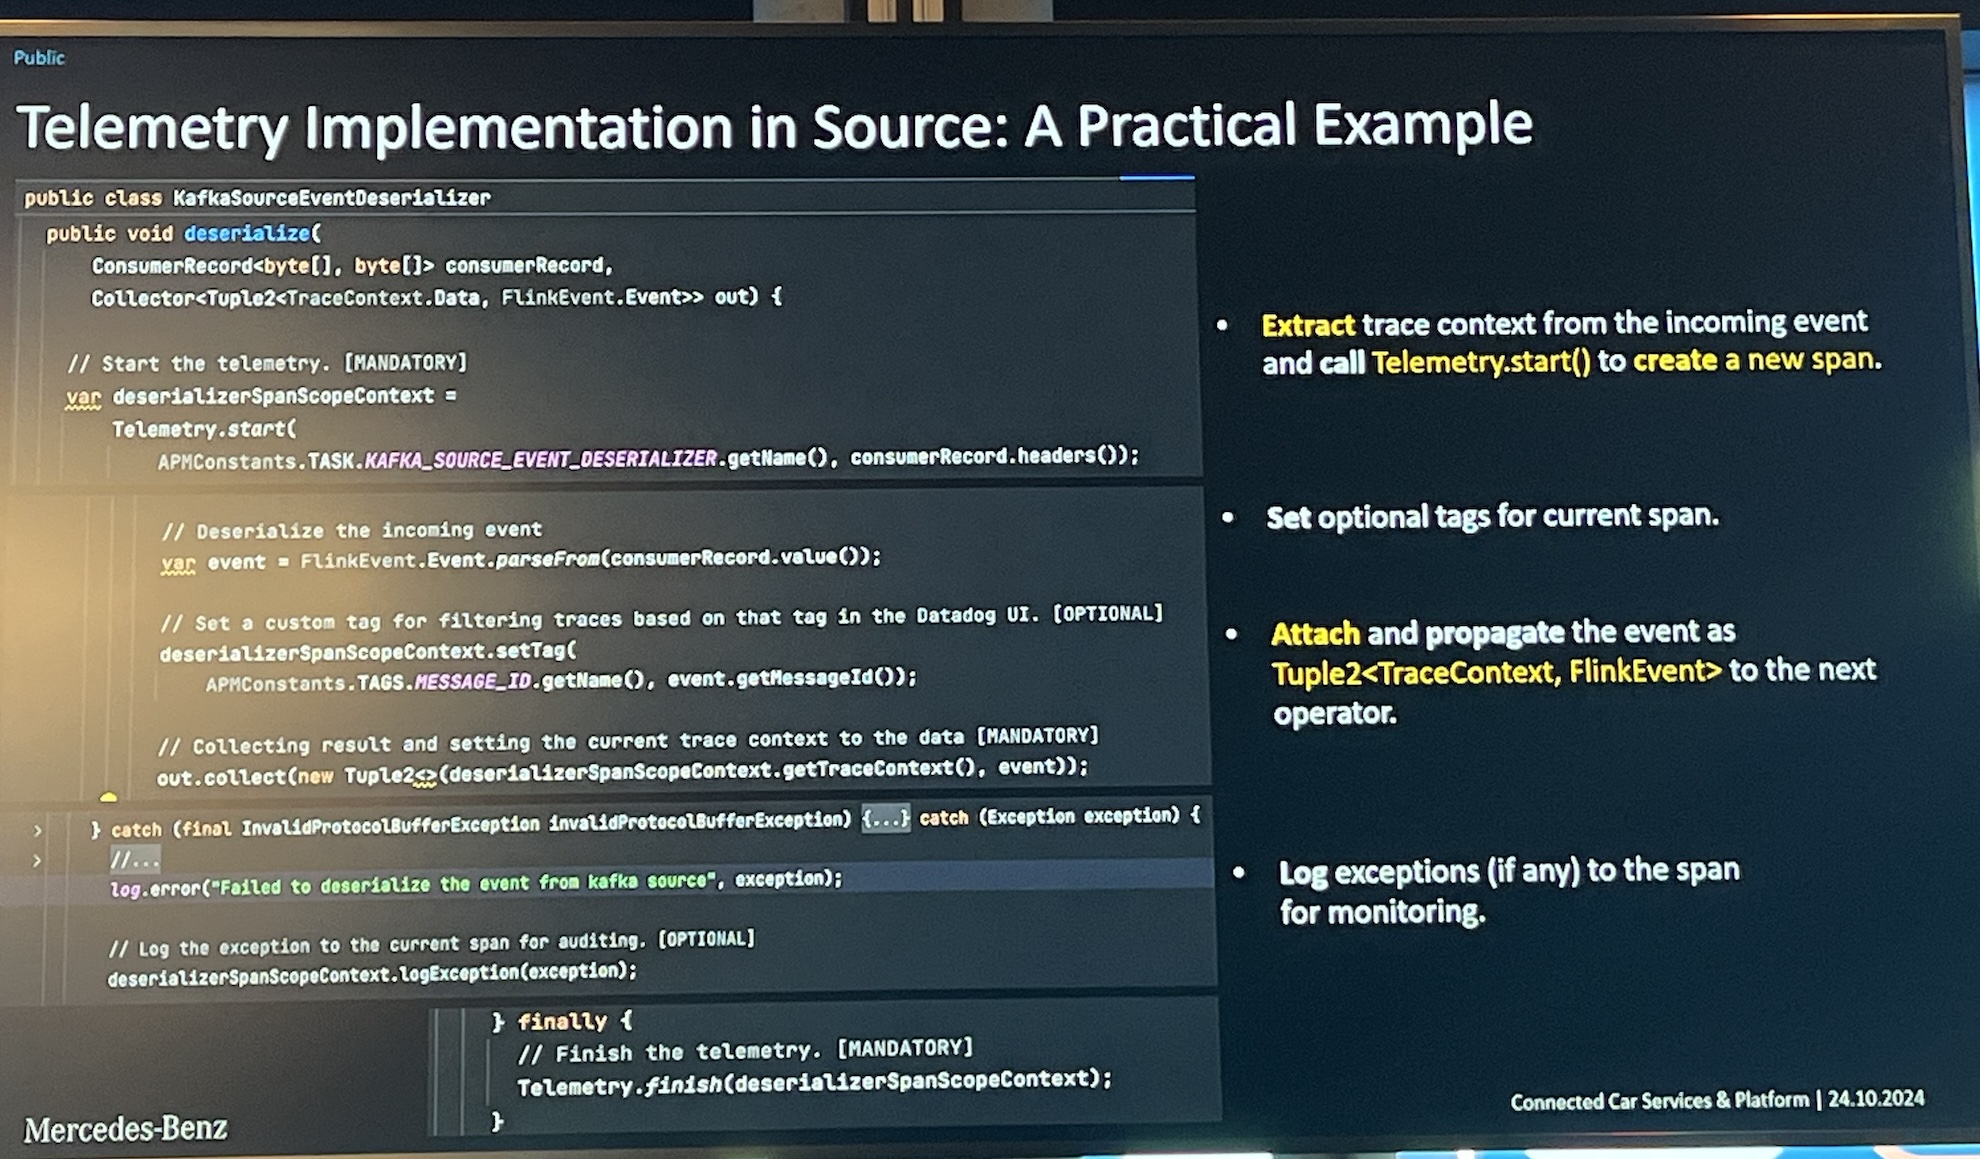 Public
Telemetry Implementation in Source: A Practical Example
public class KafkaSourceEventDeserializer
public void deserialize(
ConsumerRecord<byte[], byte[]> consumerRecord,
Collector<Tuple2<TraceContext.Data, FlinkEvent.Event>> out) {
// Start the telemetry. [MANDATORY]
var deserializerSpanScopeContext =
Telemetry.start(
APMConstants.TASK.KAFKA_SOURCE_EVENT_DESERIALIZER.getName(), consumerRecord.headers());
// Deserialize the incoming event
var event = FlinkEvent.Event.parseFrom(consumerRecord.value());
// Set a custom tag for filtering traces based on that tag in the Datadog UI. [OPTIONAL]
deserializerSpanScopeContext.setTag(
APMConstants.TAGS.MESSAGE_ID.getName(), event.getMessageId());
// Collecting result and setting the current trace context to the data [MANDATORY]
out.collect(new Tuple2<>(deserializerSpanScopeContext.getTraceContext(), event));
} catch (final InvalidProtocolBufferException invalidProtocolBufferException) {...} catch (Exception exception) {
//...
log.error("Failed to deserialize the event from kafka source", exception);
// Log the exception to the current span for auditing. [OPTIONAL]
deserializerSpanScopeContext.logException(exception);
} finally {
// Finish the telemetry. [MANDATORY]
Telemetry.finish(deserializerSpanScopeContext);
}
• Extract trace context from the incoming event
and call Telemetry.start() to create a new span.
• Set optional tags for current span.
• Attach and propagate the event as
Tuple2<TraceContext, FlinkEvent> to the next
operator.
• Log exceptions (if any) to the span
for monitoring.
Mercedes-Benz
Connected Car Services & Platform | 24.10.2024